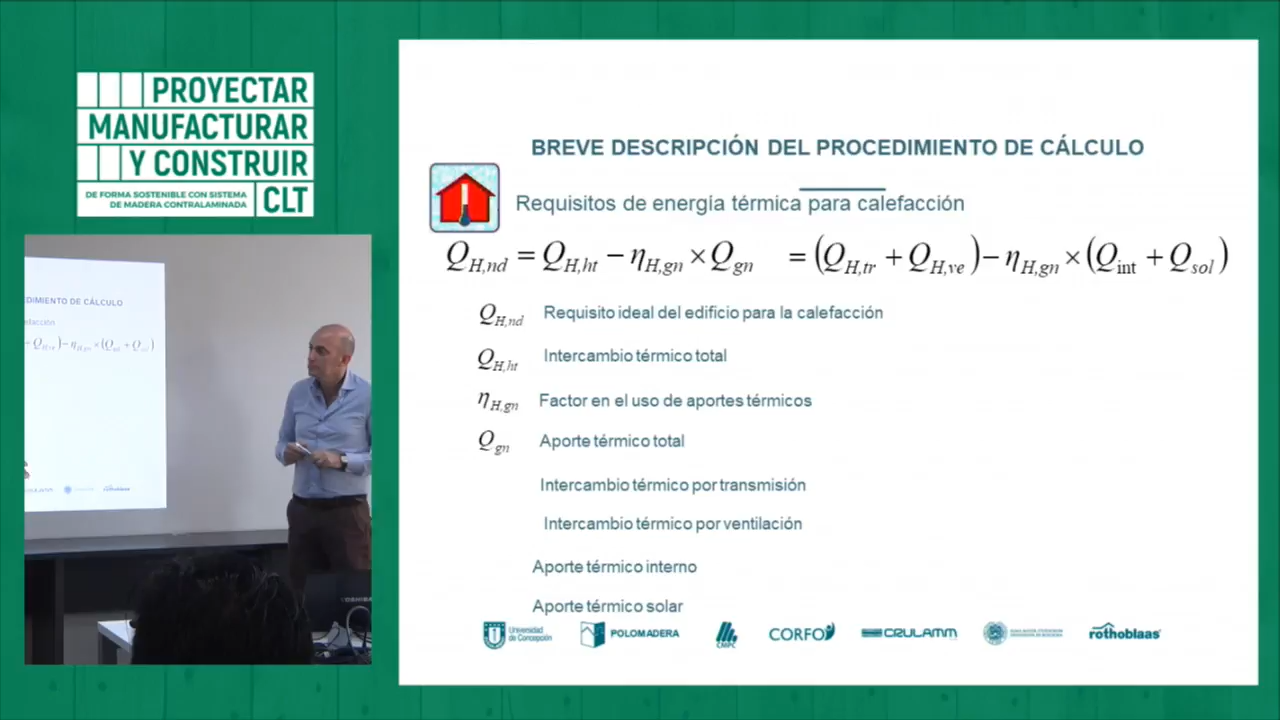 PROYECTAR
MANUFACTURAR
Y CONSTRUIR
DE FORMA SOSTENIBLE CON SISTEMA
DE MADERA CONTRALAMINADA
CLT
BREVE DESCRIPCIÓN DEL PROCEDIMIENTO DE CÁLCULO
Requisitos de energía térmica para calefacción
Q_{H,nd} = Q_{H,ht} − η_{H,gn} × Q_{gn} = (Q_{H,tr} + Q_{H,ve}) − η_{H,gn} × (Q_{int} + Q_{sol})
Q_{H,nd} Requisito ideal del edificio para la calefacción
Q_{H,ht} Intercambio térmico total
η_{H,gn} Factor en el uso de aportes térmicos
Q_{gn} Aporte térmico total
Intercambio térmico por transmisión
Intercambio térmico por ventilación
Aporte térmico interno
Aporte térmico solar
Universidad de Concepción
POLOMADERA
CMPC
CORFO
CRULAMM
rothoblaas